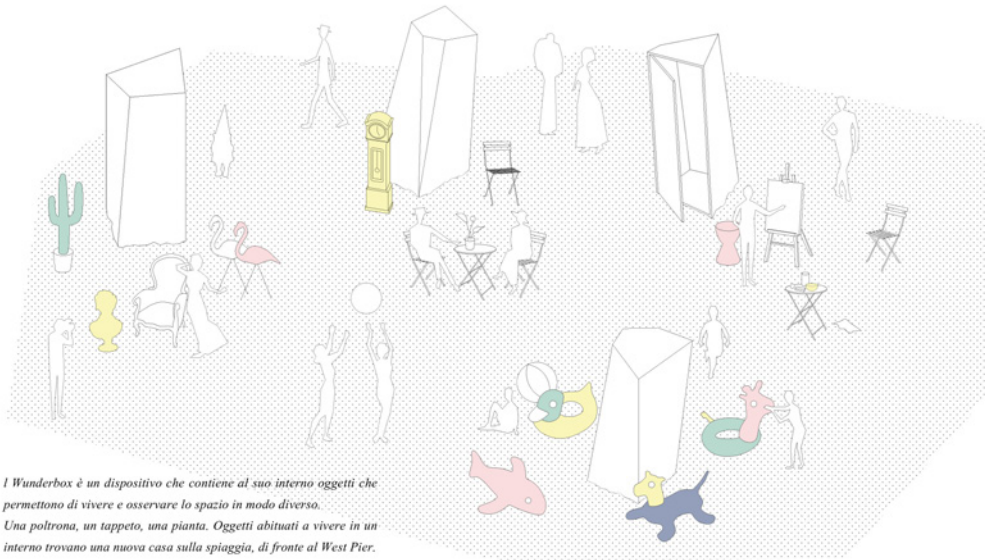 l Wunderbox è un dispositivo che contiene al suo interno oggetti che
permettono di vivere e osservare lo spazio in modo diverso.
Una poltrona, un tappeto, una pianta. Oggetti abituati a vivere in un
interno trovano una nuova casa sulla spiaggia, di fronte al West Pier.